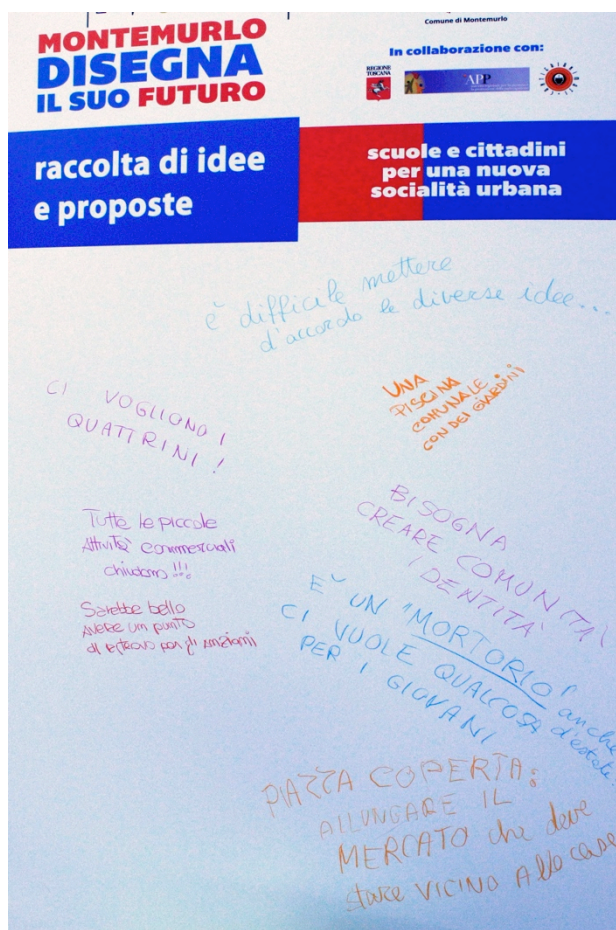 Comune di Montemurlo
MONTEMURLO
DISEGNA
IL SUO FUTURO
In collaborazione con:
REGIONE
TOSCANA
APP
raccolta di idee
e proposte
scuole e cittadini
per una nuova
socialità urbana
è difficile mettere
d'accordo le diverse idee...
CI VOGLIONO I
QUATTRINI!
UNA
PISCINA
COMUNALE
CON DEI GIARDINI
Tutte le piccole
Attività commerciali
chiudono!!!
BISOGNA
CREARE COMUNITA'
IDENTITÀ
Sarebbe bello
avere un punto
di ritrovo per gli anziani
E' UN "MORTORIO" anche
CI VUOLE QUALCOSA d'estate.
PER I GIOVANI
PIAZZA COPERTA:
ALLUNGARE IL
MERCATO che deve
stare VICINO Alle case